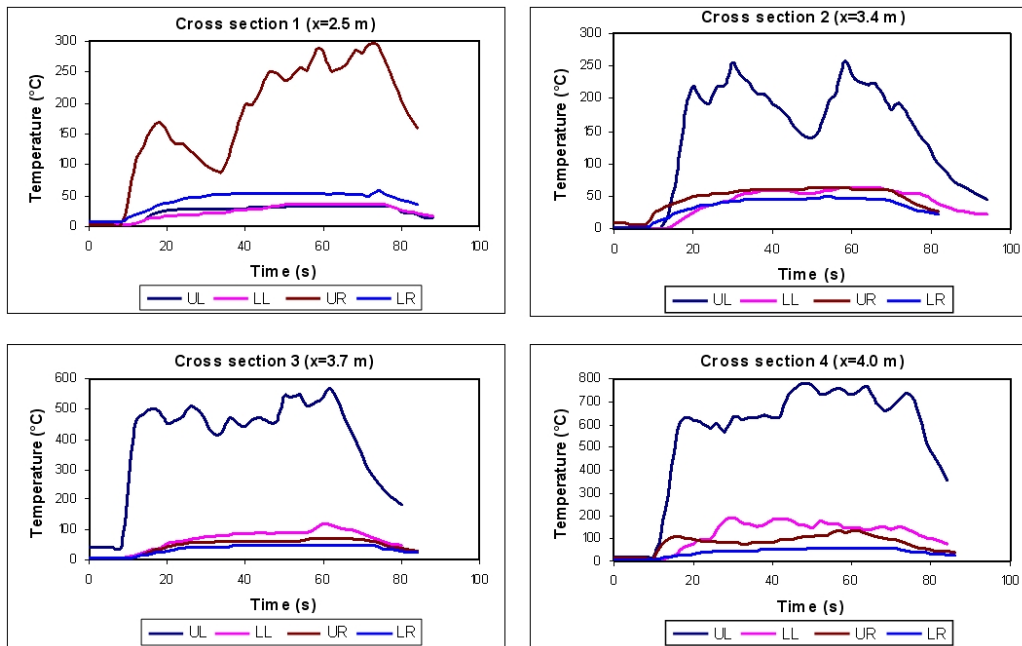 Cross section 1 (x=2.5 m)
Temperature (°C)
300
250
200
150
100
50
0
0 20 40 60 80 100
Time (s)
UL LL UR LR
Cross section 2 (x=3.4 m)
Temperature (°C)
300
250
200
150
100
50
0
0 20 40 60 80 100
Time (s)
UL LL UR LR
Cross section 3 (x=3.7 m)
Temperature (°C)
600
500
400
300
200
100
0
0 20 40 60 80 100
Time (s)
UL LL UR LR
Cross section 4 (x=4.0 m)
Temperature (°C)
800
700
600
500
400
300
200
100
0
0 20 40 60 80 100
Time (s)
UL LL UR LR